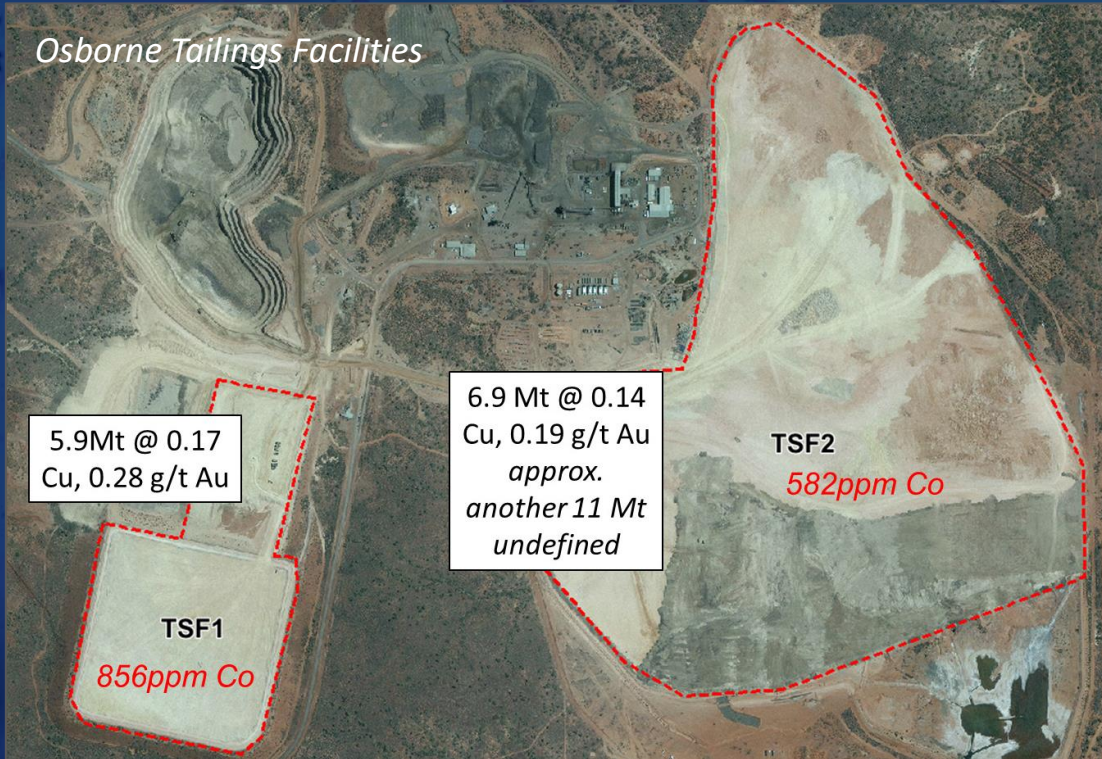 Osborne Tailings Facilities
5.9Mt @ 0.17
Cu, 0.28 g/t Au
6.9 Mt @ 0.14
Cu, 0.19 g/t Au
approx.
another 11 Mt
undefined
TSF2
582ppm Co
TSF1
856ppm Co